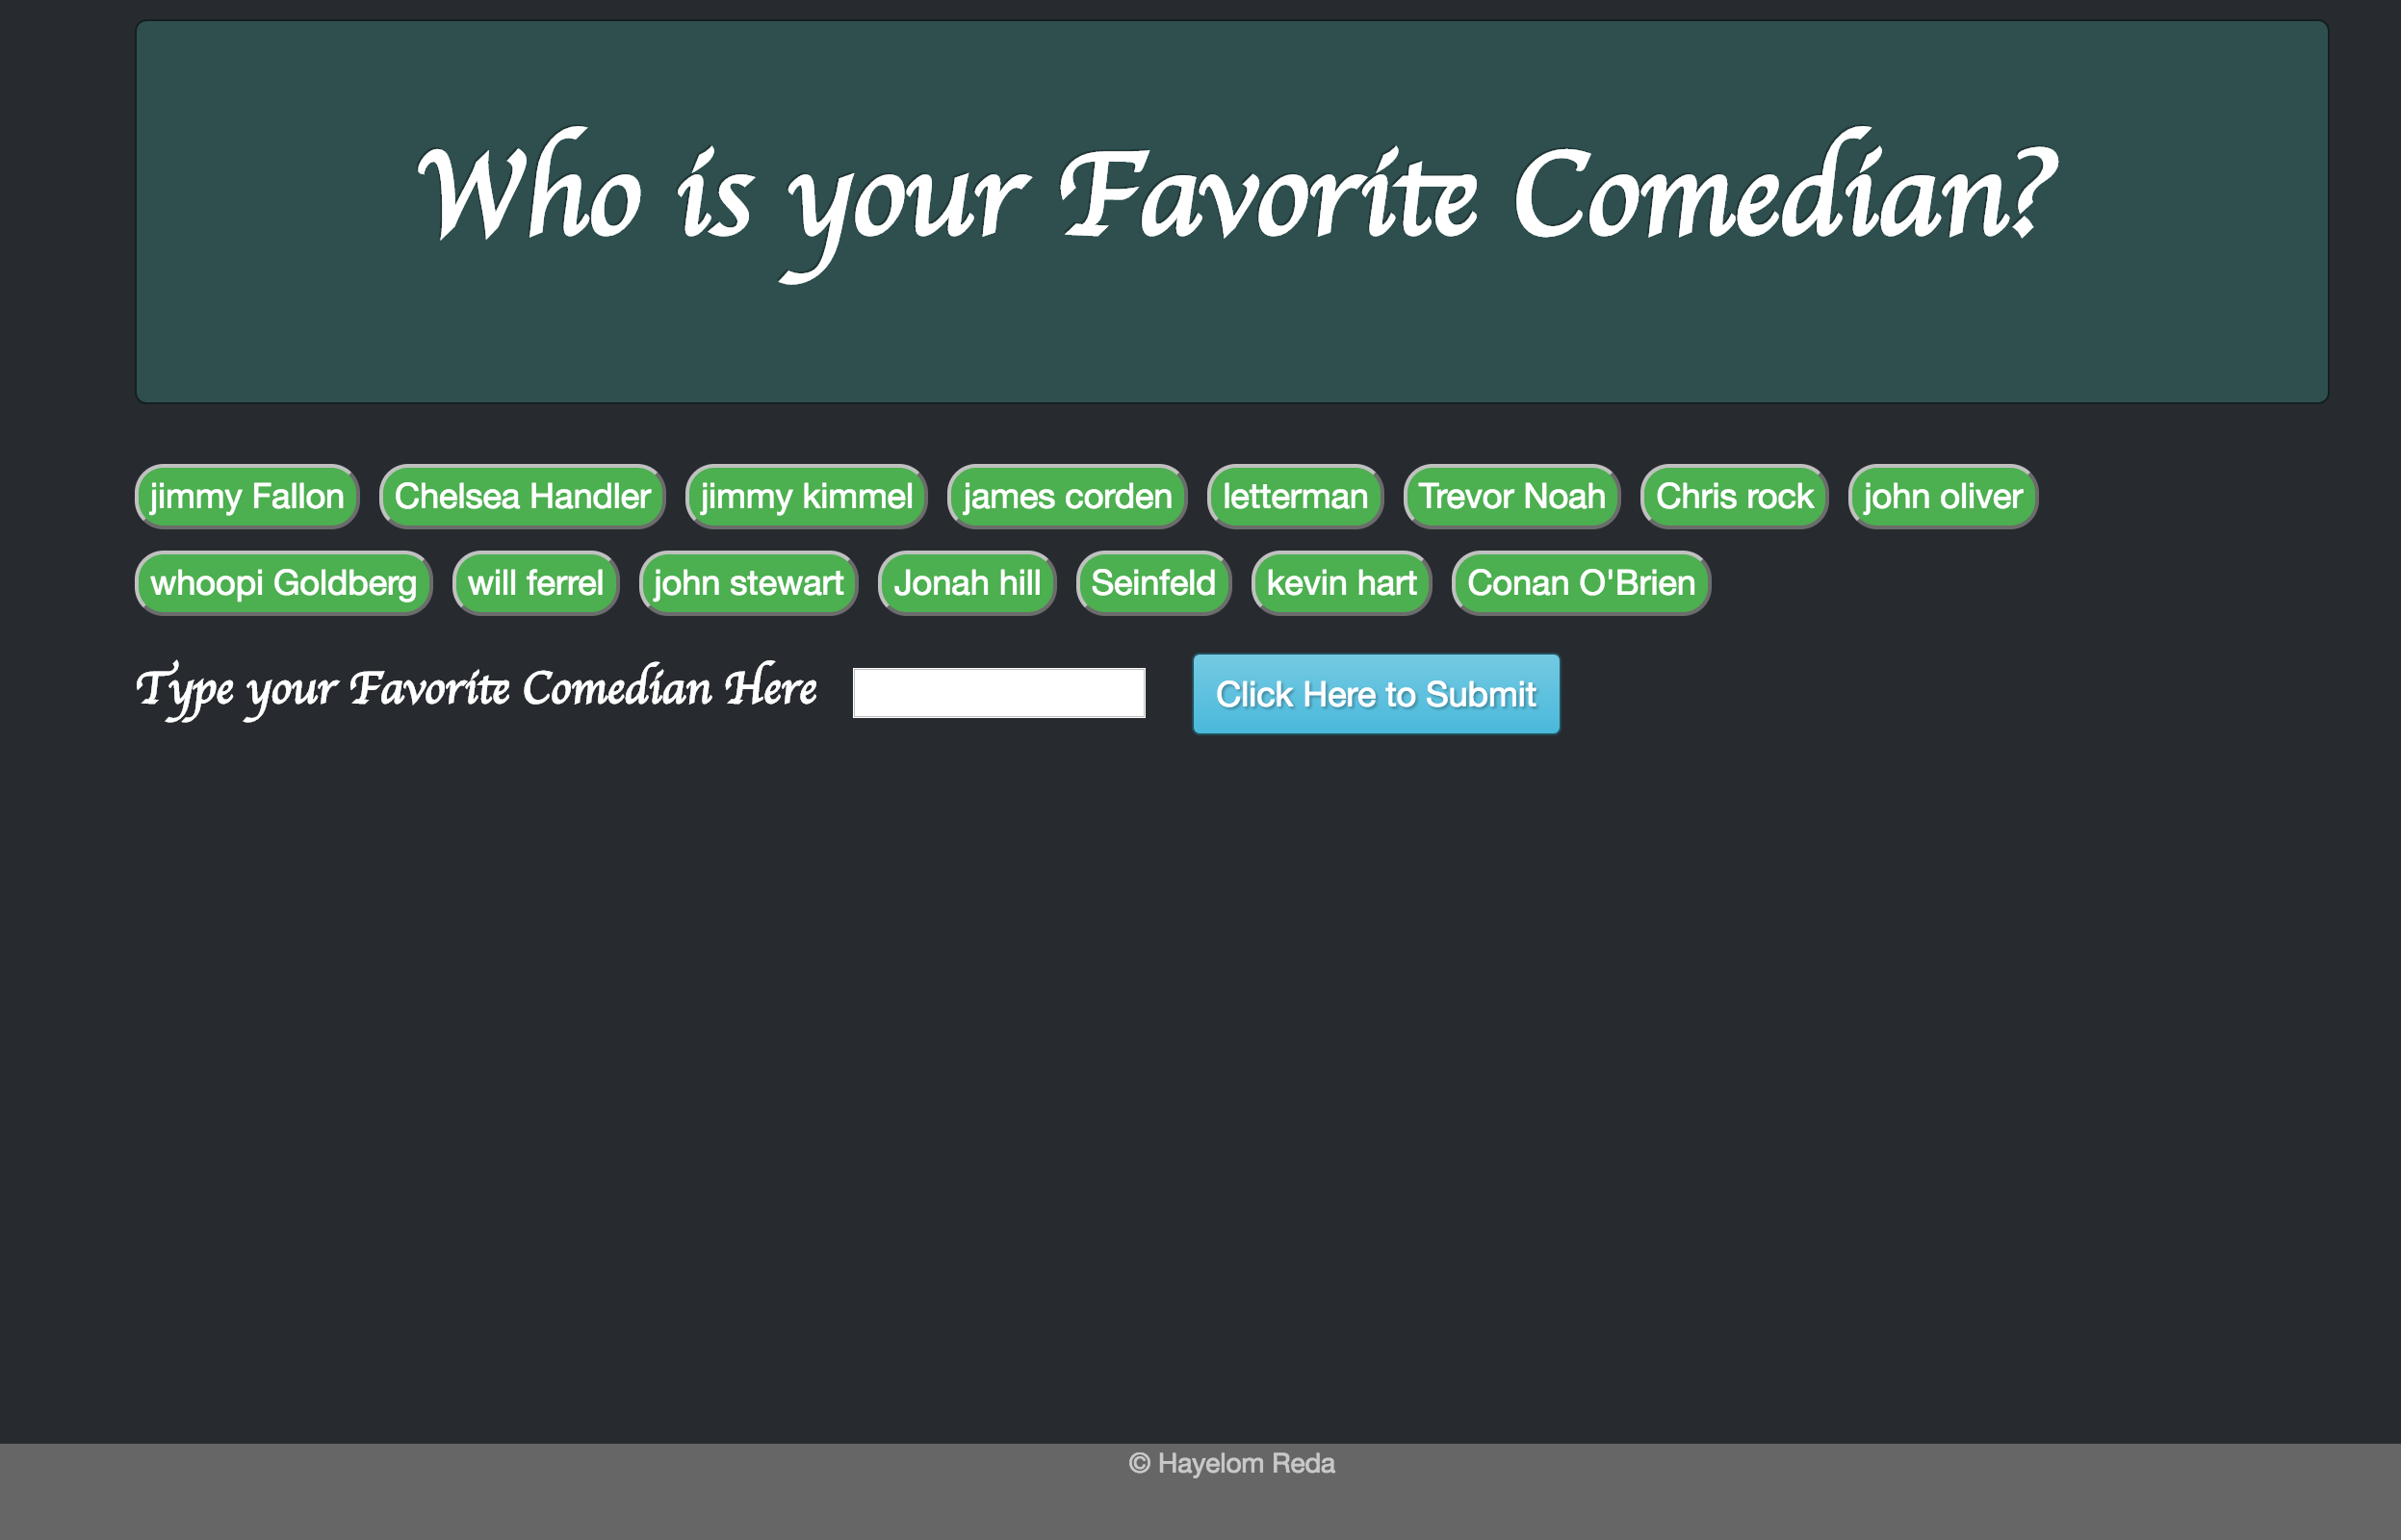 Who is your Favorite Comedian?
jimmy Fallon Chelsea Handler jimmy kimmel james corden letterman Trevor Noah Chris rock john oliver
whoopi Goldberg will ferrel john stewart Jonah hill Seinfeld kevin hart Conan O'Brien
Type your Favorite Comedian Here Click Here to Submit
© Hayelom Reda